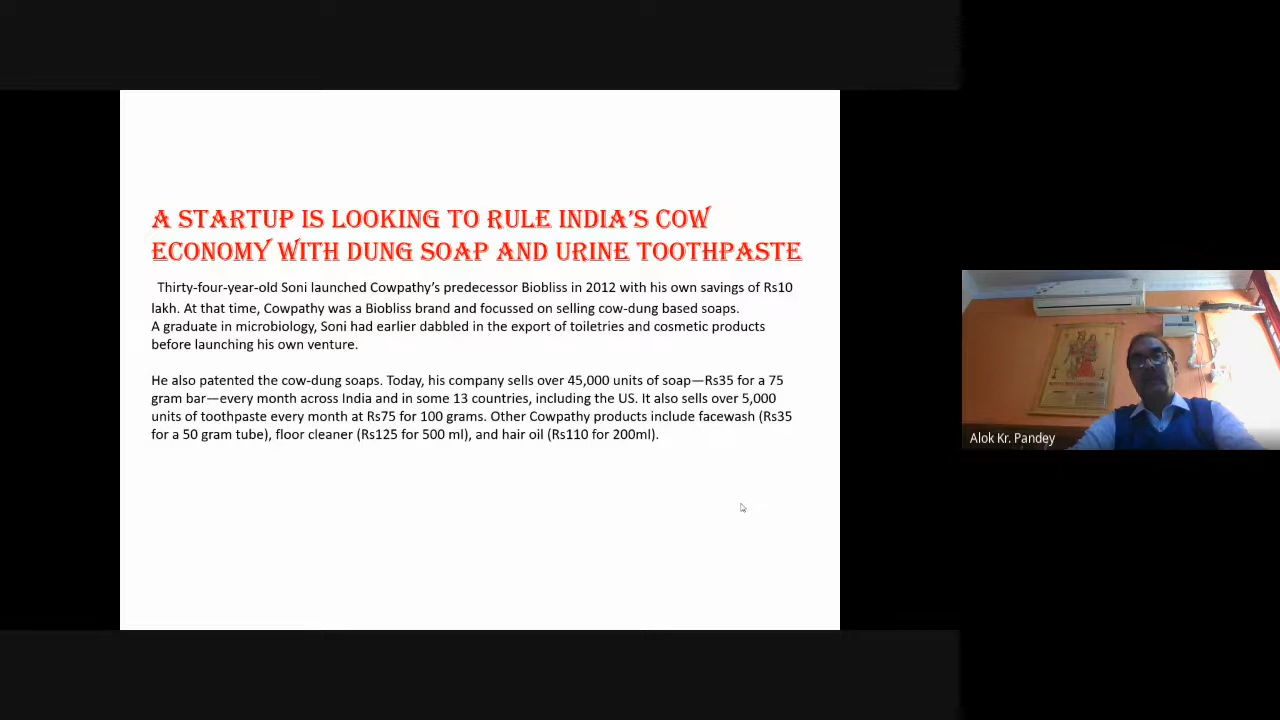 A STARTUP IS LOOKING TO RULE INDIA'S COW
ECONOMY WITH DUNG SOAP AND URINE TOOTHPASTE
Thirty-four-year-old Soni launched Cowpathy's predecessor Biobliss in 2012 with his own savings of Rs10
lakh. At that time, Cowpathy was a Biobliss brand and focussed on selling cow-dung based soaps.
A graduate in microbiology, Soni had earlier dabbled in the export of toiletries and cosmetic products
before launching his own venture.
He also patented the cow-dung soaps. Today, his company sells over 45,000 units of soap—Rs35 for a 75
gram bar—every month across India and in some 13 countries, including the US. It also sells over 5,000
units of toothpaste every month at Rs75 for 100 grams. Other Cowpathy products include facewash (Rs35
for a 50 gram tube), floor cleaner (Rs125 for 500 ml), and hair oil (Rs110 for 200ml).
Alok Kr. Pandey